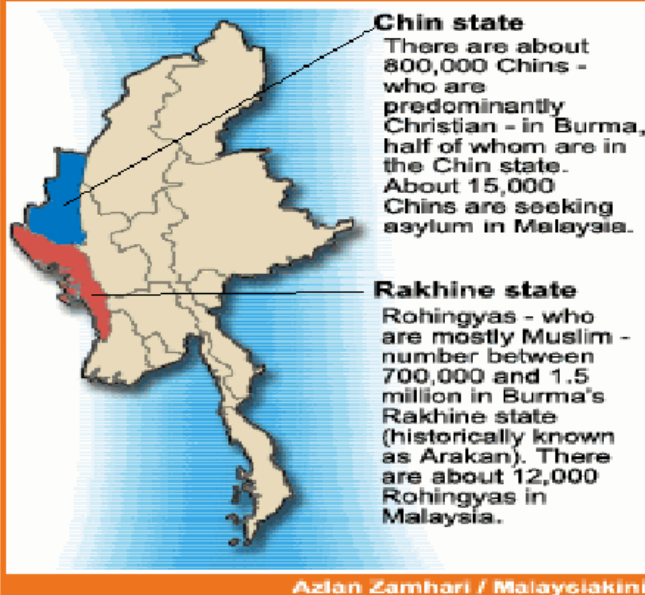 Chin state
There are about
800,000 Chins -
who are
predominantly
Christian - in Burma,
half of whom are in
the Chin state.
About 15,000
Chins are seeking
asylum in Malaysia.
Rakhine state
Rohingyas - who
are mostly Muslim -
number between
700,000 and 1.5
million in Burma's
Rakhine state
(historically known
as Arakan). There
are about 12,000
Rohingyas in
Malaysia.
Azlan Zamhari / Malaysiakini